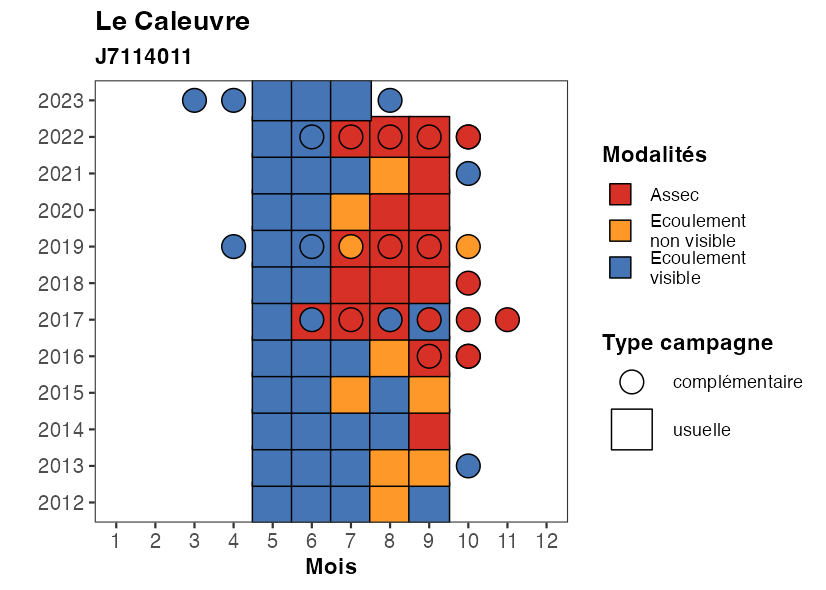 Le Caleuvre
J7114011
2023
2022
2021
2020
2019
2018
2017
2016
2015
2014
2013
2012
1 2 3 4 5 6 7 8 9 10 11 12
Mois
Modalités
Assec
Ecoulement
non visible
Ecoulement
visible
Type campagne
complémentaire
usuelle